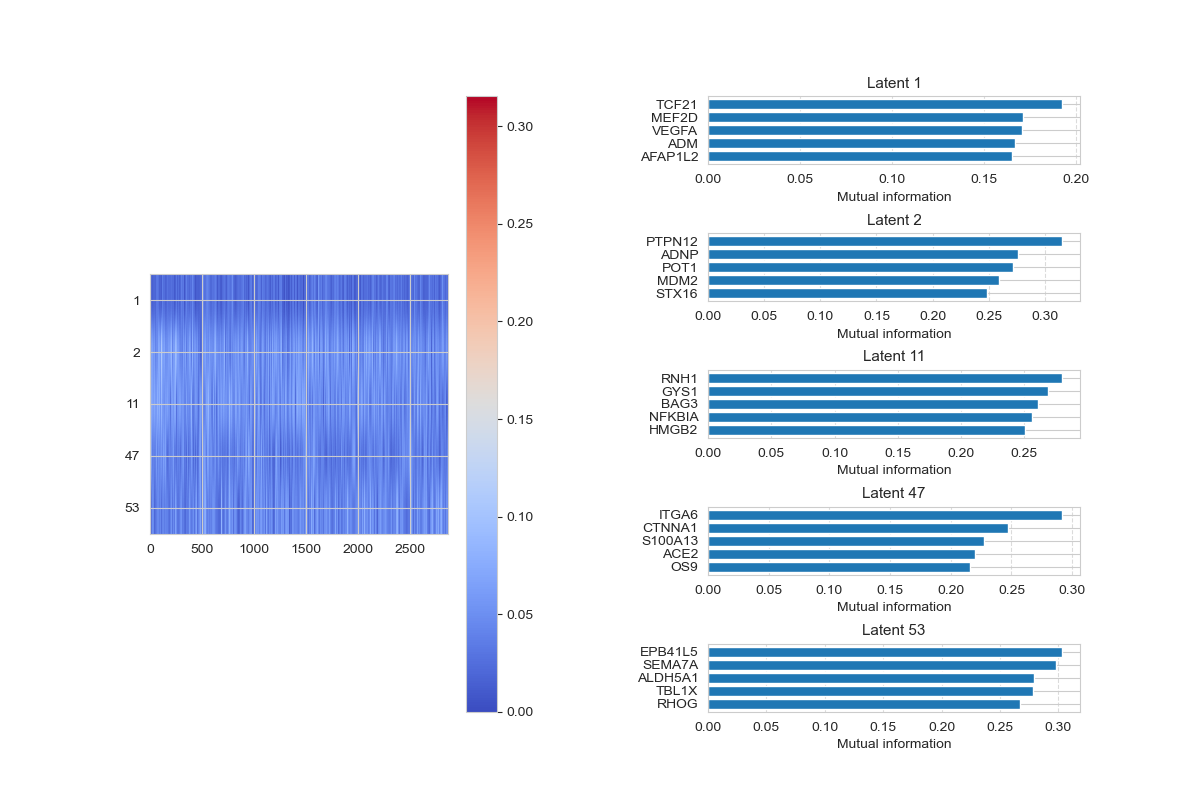 1
2
11
47
53
0
500
1000
1500
2000
2500
0.30
0.25
0.20
0.15
0.10
0.05
0.00
Latent 1
TCF21
MEF2D
VEGFA
ADM
AFAP1L2
0.00 0.05 0.10 0.15 0.20
Mutual information
Latent 2
PTPN12
ADNP
POT1
MDM2
STX16
0.00 0.05 0.10 0.15 0.20 0.25 0.30
Mutual information
Latent 11
RNH1
GYS1
BAG3
NFKBIA
HMGB2
0.00 0.05 0.10 0.15 0.20 0.25
Mutual information
Latent 47
ITGA6
CTNNA1
S100A13
ACE2
OS9
0.00 0.05 0.10 0.15 0.20 0.25 0.30
Mutual information
Latent 53
EPB41L5
SEMA7A
ALDH5A1
TBL1X
RHOG
0.00 0.05 0.10 0.15 0.20 0.25 0.30
Mutual information